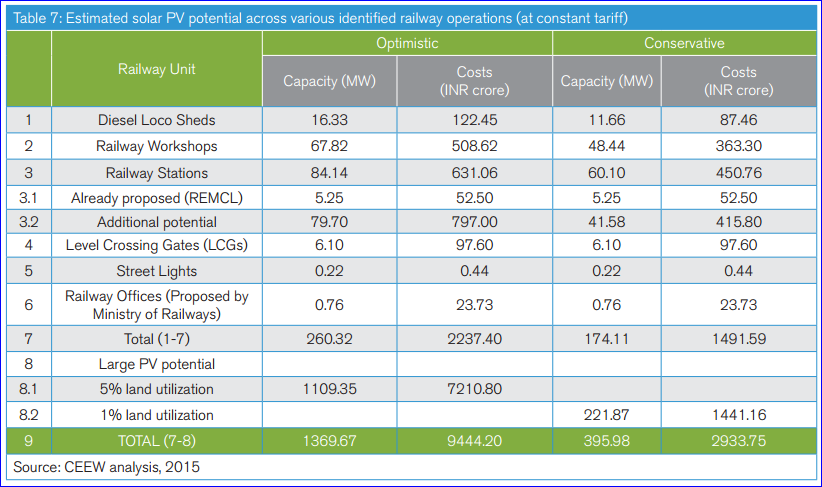 Table 7: Estimated solar PV potential across various identified railway operations (at constant tariff)
Railway Unit Optimistic Conservative
Capacity (MW) Costs (INR crore) Capacity (MW) Costs (INR crore)
1 Diesel Loco Sheds 16.33 122.45 11.66 87.46
2 Railway Workshops 67.82 508.62 48.44 363.30
3 Railway Stations 84.14 631.06 60.10 450.76
3.1 Already proposed (REMCL) 5.25 52.50 5.25 52.50
3.2 Additional potential 79.70 797.00 41.58 415.80
4 Level Crossing Gates (LCGs) 6.10 97.60 6.10 97.60
5 Street Lights 0.22 0.44 0.22 0.44
6 Railway Offices (Proposed by Ministry of Railways) 0.76 23.73 0.76 23.73
7 Total (1-7) 260.32 2237.40 174.11 1491.59
8 Large PV potential
8.1 5% land utilization 1109.35 7210.80
8.2 1% land utilization 221.87 1441.16
9 TOTAL (7-8) 1369.67 9444.20 395.98 2933.75
Source: CEEW analysis, 2015